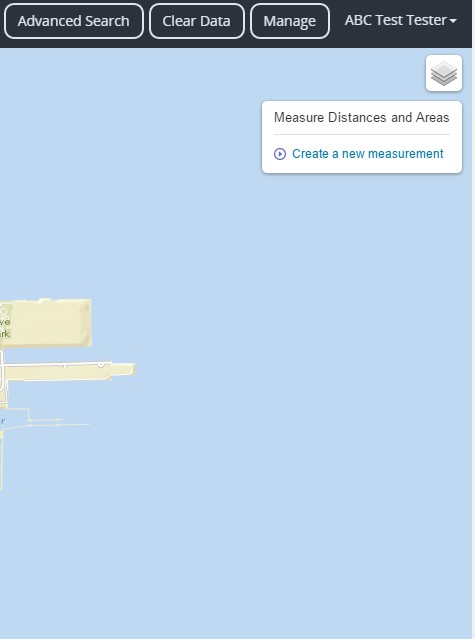 Advanced Search
Clear Data
Manage
ABC Test Tester
Measure Distances and Areas
Create a new measurement